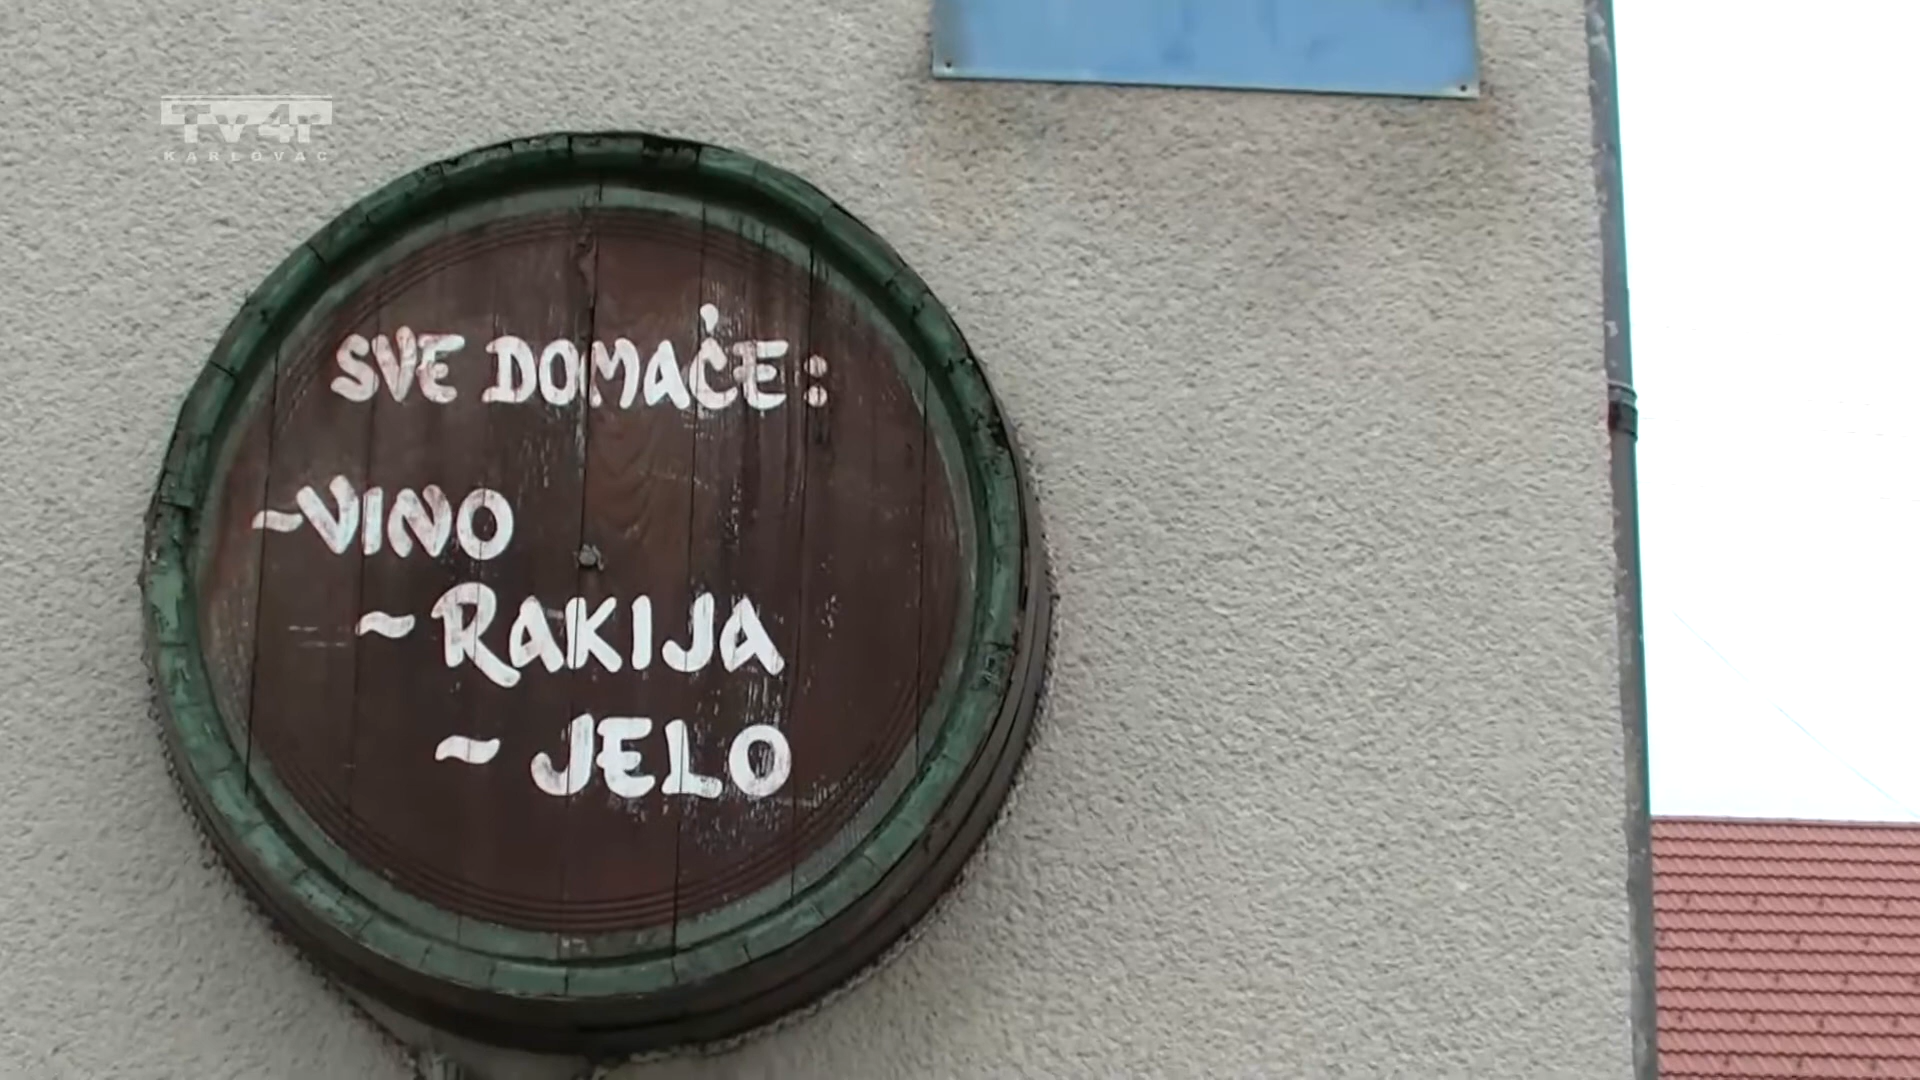 Tv4r
KARLOVAC
SVE DOMAĆE:
~VINO
~RAKIJA
~JELO